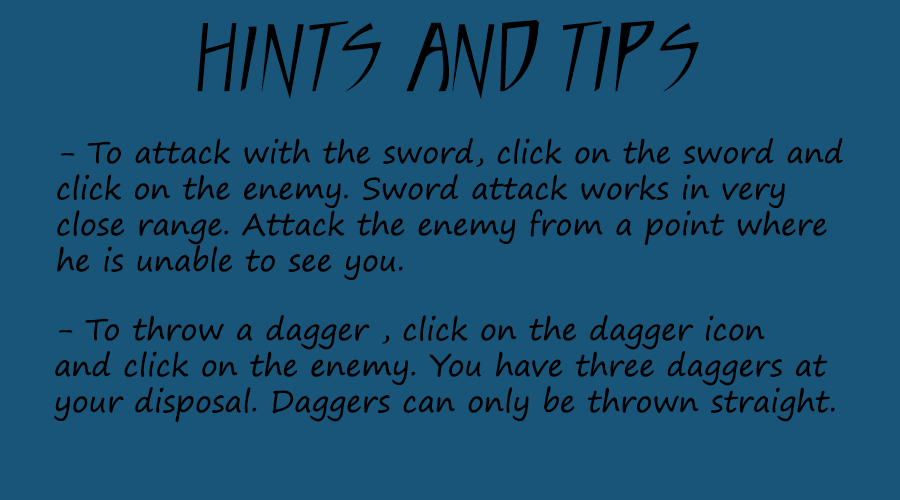 HINTS AND TIPS
- To attack with the sword, click on the sword and
click on the enemy. Sword attack works in very
close range. Attack the enemy from a point where
he is unable to see you.
- To throw a dagger , click on the dagger icon
and click on the enemy. You have three daggers at
your disposal. Daggers can only be thrown straight.